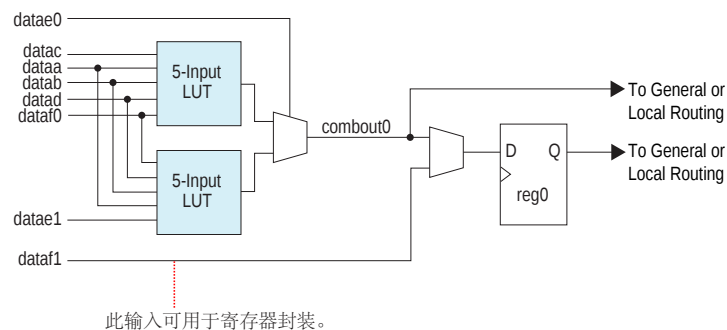 datae0
datac
dataa
datab
datad
dataf0
5-Input
LUT
combout0
To General or
Local Routing
D Q
reg0
To General or
Local Routing
5-Input
LUT
datae1
dataf1
此输入可用于寄存器封装。